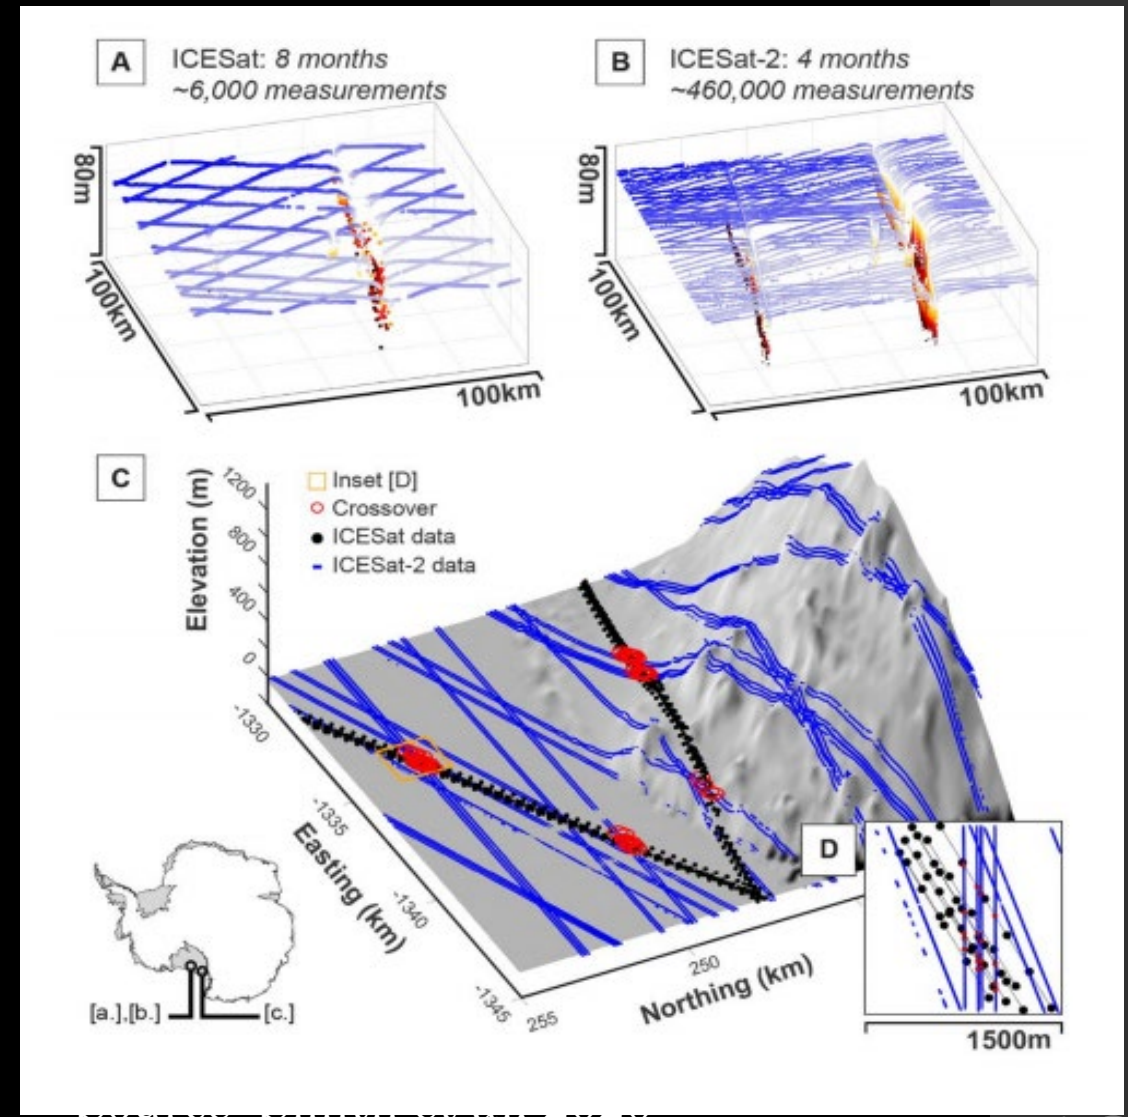 A
ICESat: 8 months
~6,000 measurements
80m
100km
100km
B
ICESat-2: 4 months
~460,000 measurements
80m
100km
100km
C
Inset [D]
Crossover
ICESat data
ICESat-2 data
Elevation (m)
1200
800
400
0
-1330
-1335
-1340
-1345
Easting (km)
255
250
Northing (km)
D
1500m
[a.],[b.]
[c.]